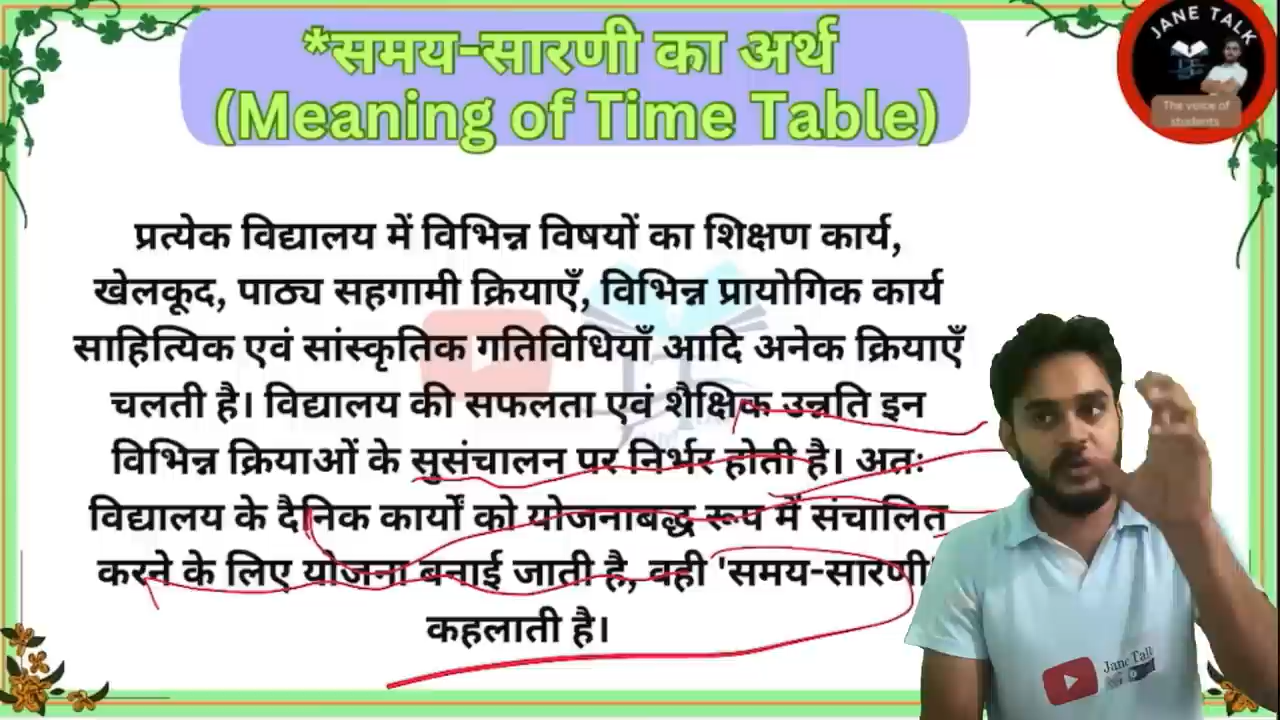 *समय-सारणी का अर्थ
(Meaning of Time Table)
JANE TALK
The voice of
students
प्रत्येक विद्यालय में विभिन्न विषयों का शिक्षण कार्य,
खेलकूद, पाठ्य सहगामी क्रियाएँ, विभिन्न प्रायोगिक कार्य
साहित्यिक एवं सांस्कृतिक गतिविधियाँ आदि अनेक क्रियाएँ
चलती है। विद्यालय की सफलता एवं शैक्षिक उन्नति इन
विभिन्न क्रियाओं के सुसंचालन पर निर्भर होती है। अतः
विद्यालय के दैनिक कार्यों को योजनाबद्ध रूप में संचालित
करने के लिए योजना बनाई जाती है, वही 'समय-सारणी'
कहलाती है।
Jane Talk